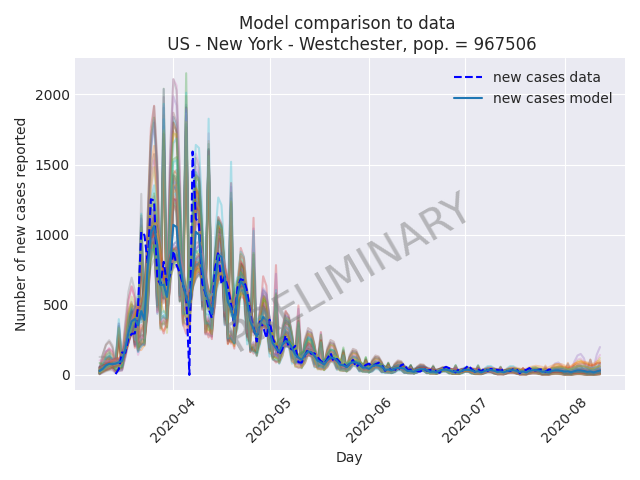 Model comparison to data
US - New York - Westchester, pop. = 967506
new cases data
new cases model
Number of new cases reported
2000
1500
1000
500
0
PRELIMINARY
2020-04
2020-05
2020-06
2020-07
2020-08
Day